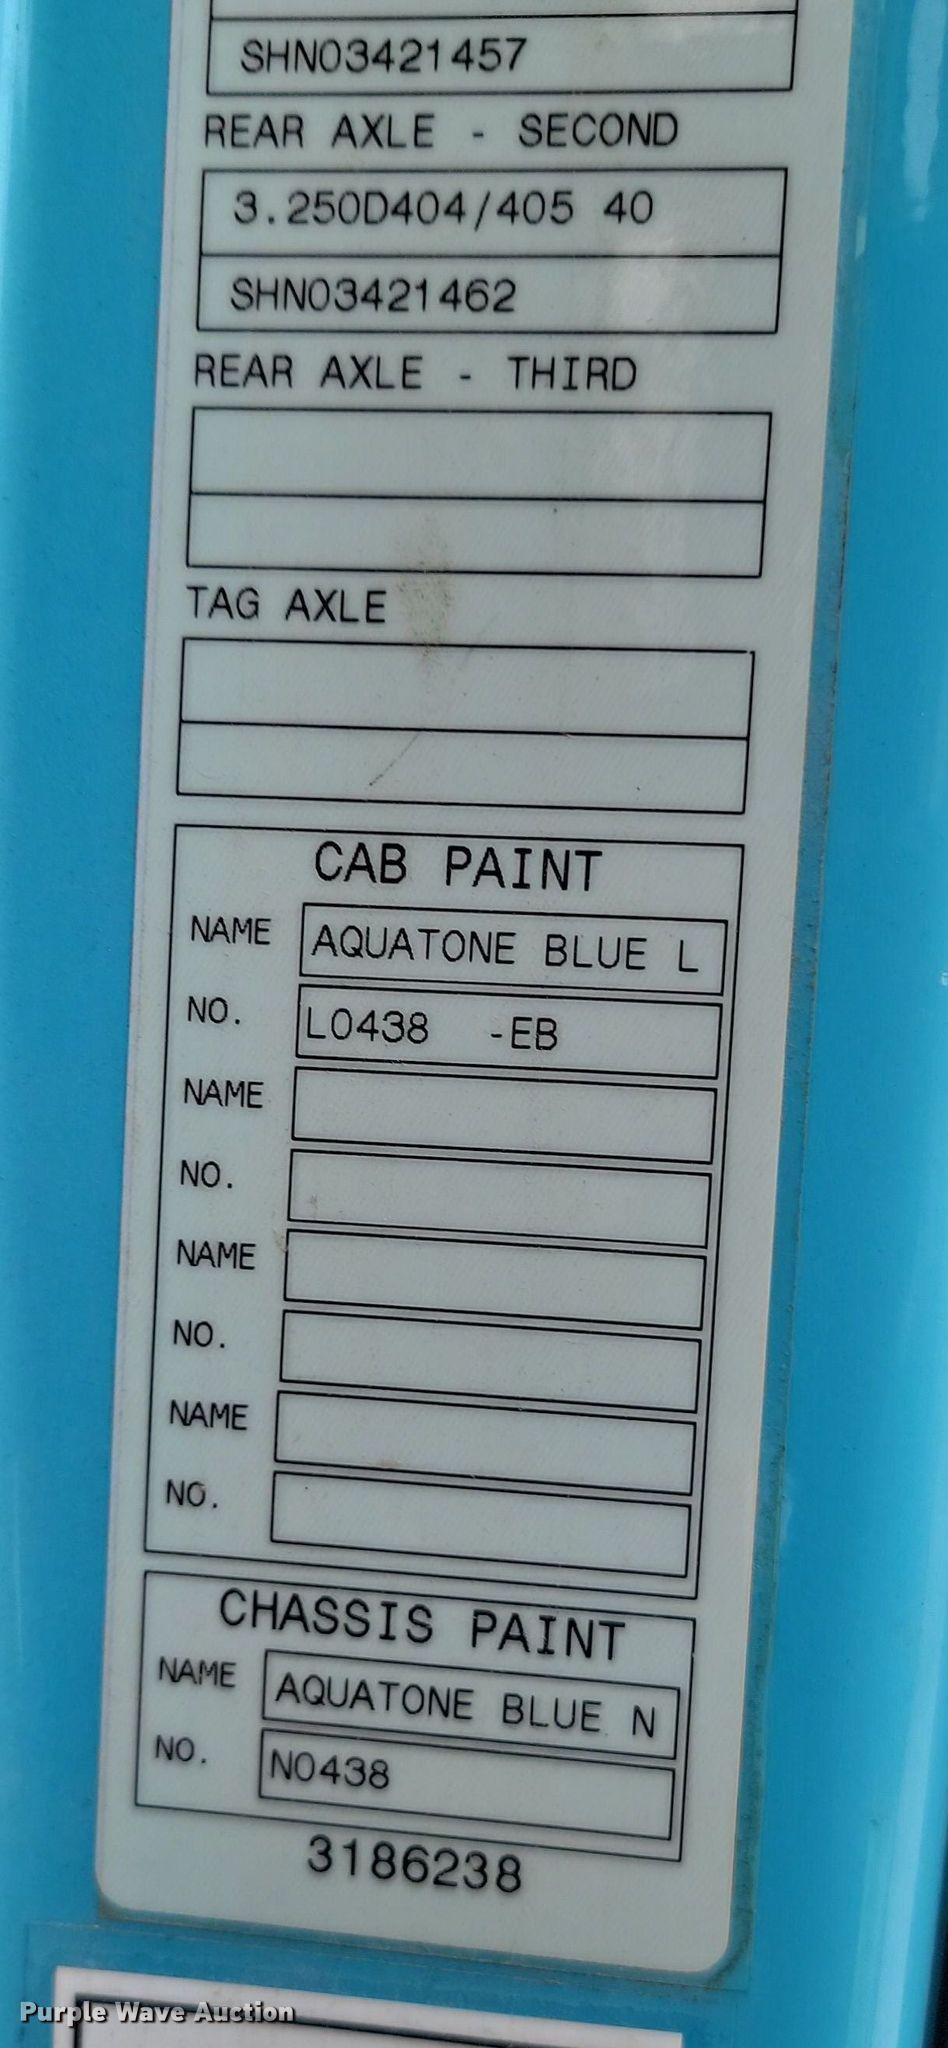 SHN03421457
REAR AXLE - SECOND
3.250D404/405 40
SHN03421462
REAR AXLE - THIRD
TAG AXLE
CAB PAINT
NAME AQUATONE BLUE L
NO. L0438 -EB
NAME
NO.
NAME
NO.
NAME
NO.
CHASSIS PAINT
NAME AQUATONE BLUE N
NO. N0438
3186238
Purple Wave Auction